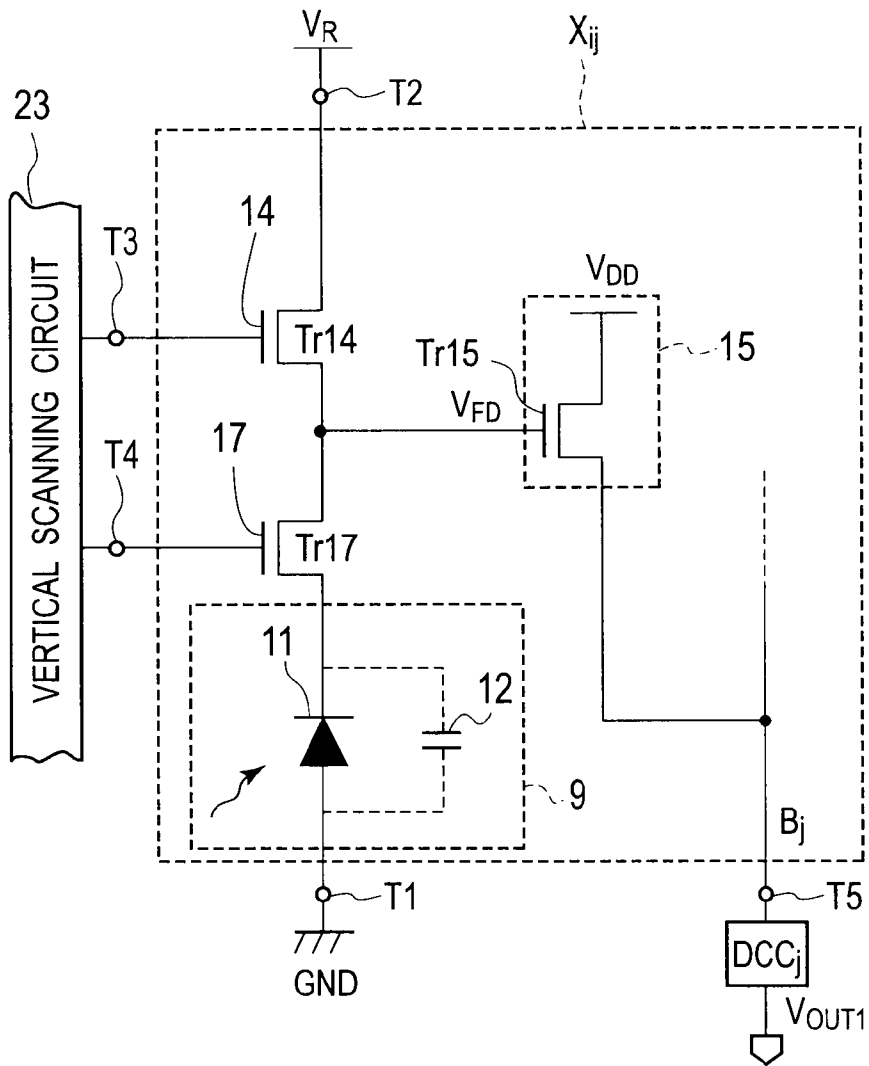 V_R
X_ij
T2
23
14
T3
VERTICAL SCANNING CIRCUIT
V_DD
Tr14
Tr15
15
V_FD
17
T4
Tr17
11
12
9
B_j
T1
T5
DCC_j
GND
V_OUT1